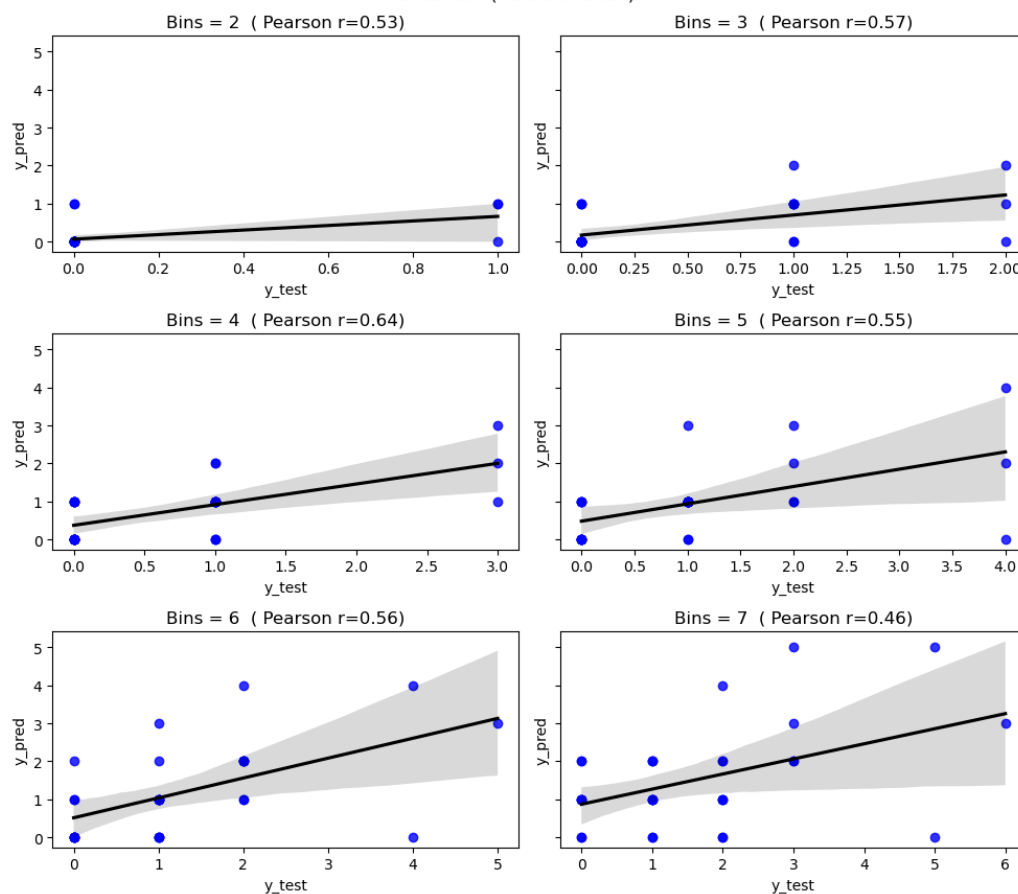 Bins = 2 ( Pearson r=0.53)
5
4
3
2
1
0
y_pred
0.0 0.2 0.4 0.6 0.8 1.0
y_test
Bins = 3 ( Pearson r=0.57)
y_pred
0.00 0.25 0.50 0.75 1.00 1.25 1.50 1.75 2.00
y_test
Bins = 4 ( Pearson r=0.64)
5
4
3
2
1
0
y_pred
0.0 0.5 1.0 1.5 2.0 2.5 3.0
y_test
Bins = 5 ( Pearson r=0.55)
y_pred
0.0 0.5 1.0 1.5 2.0 2.5 3.0 3.5 4.0
y_test
Bins = 6 ( Pearson r=0.56)
5
4
3
2
1
0
y_pred
0 1 2 3 4 5
y_test
Bins = 7 ( Pearson r=0.46)
y_pred
0 1 2 3 4 5 6
y_test